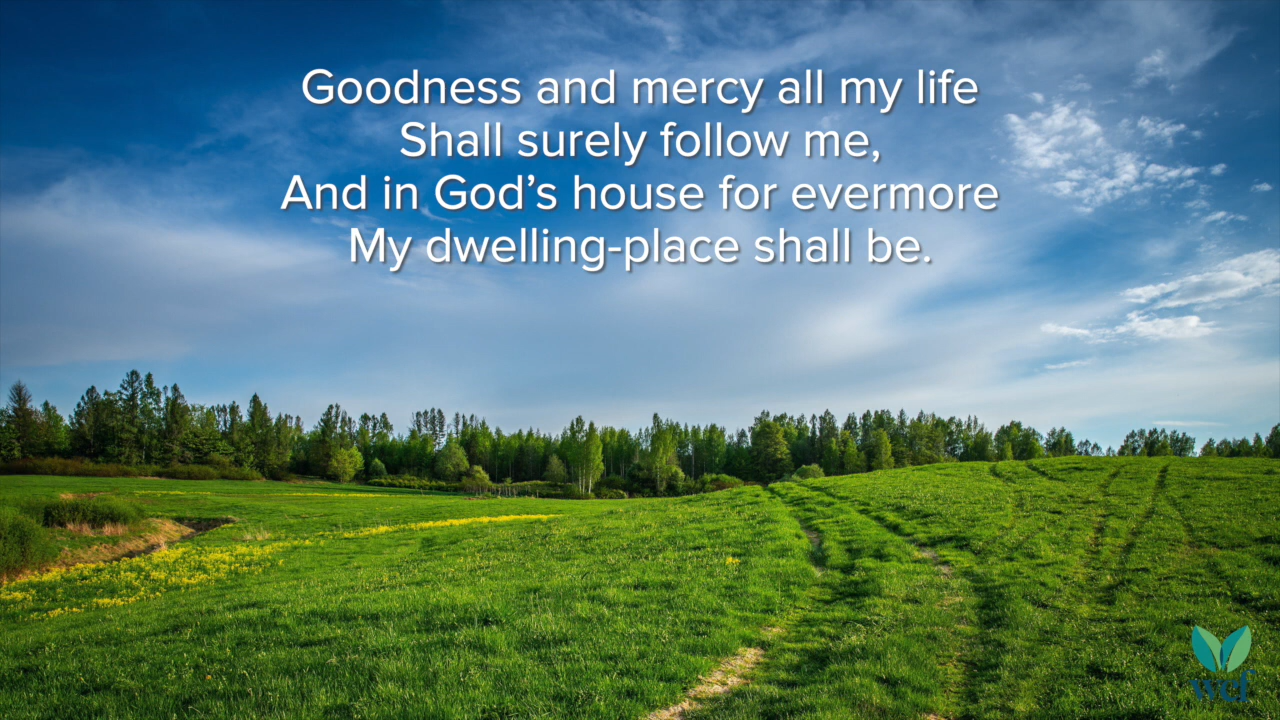 Goodness and mercy all my life
Shall surely follow me,
And in God’s house for evermore
My dwelling-place shall be.
wcf